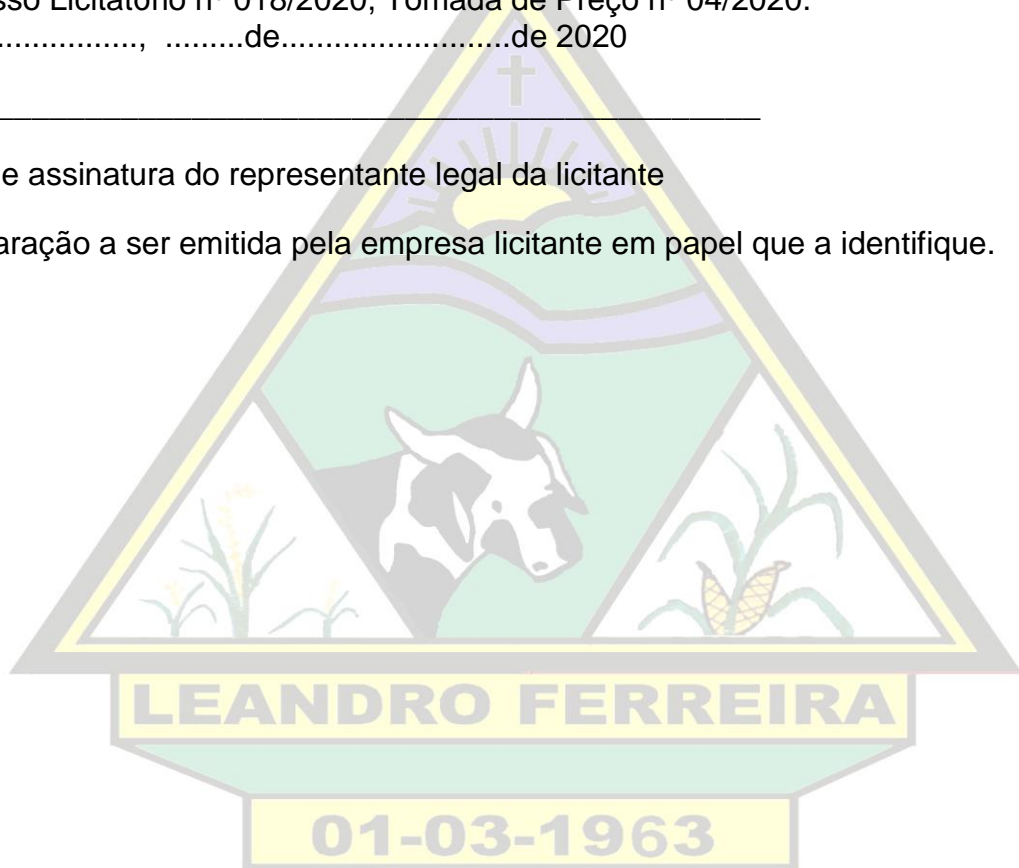 sso Licitatório nº 018/2020, Tomada de Preço nº 04/2020.
................, .........de..........................de 2020
________________________________________________
e assinatura do representante legal da licitante
aração a ser emitida pela empresa licitante em papel que a identifique.
LEANDRO FERREIRA
01-03-1963